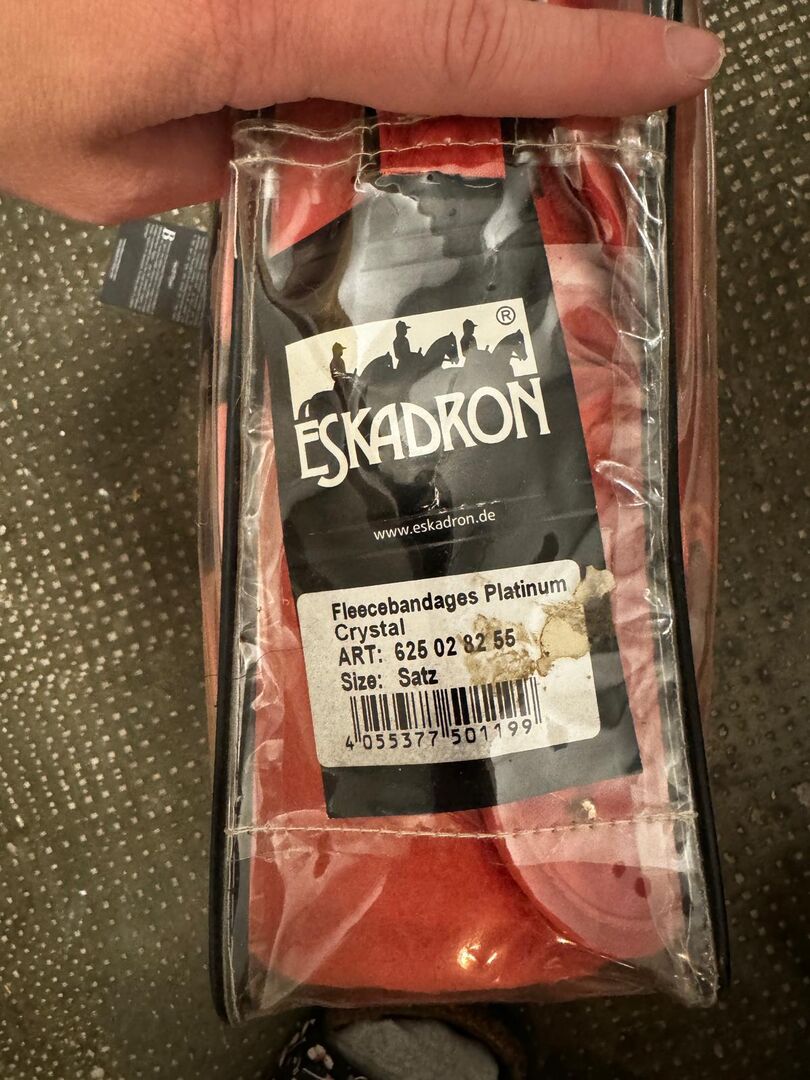 ®
ESKADRON
www.eskadron.de
Fleecebandages Platinum
Crystal
ART: 625 02 82 55
Size: Satz
4 055377 501199